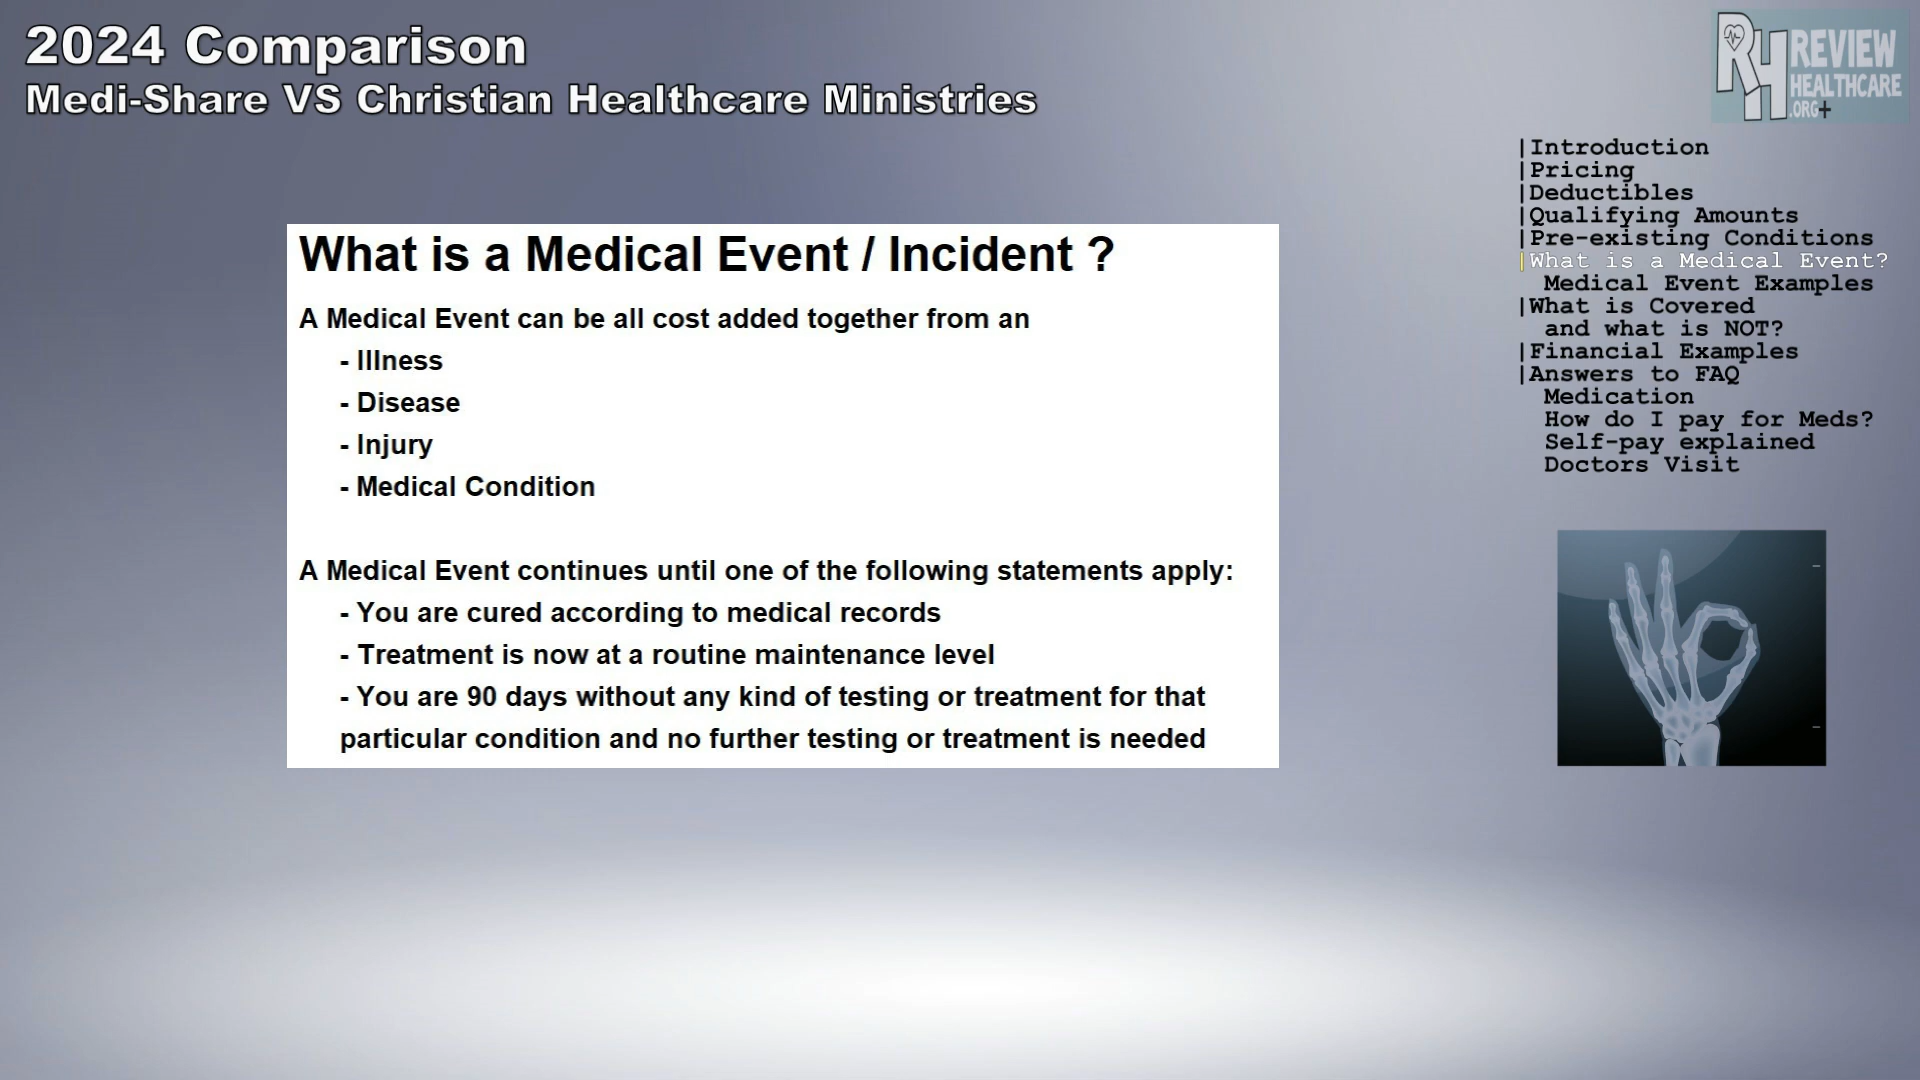 2024 Comparison
Medi-Share VS Christian Healthcare Ministries
RH REVIEW
HEALTHCARE
.ORG+
|Introduction
|Pricing
|Deductibles
|Qualifying Amounts
|Pre-existing Conditions
|What is a Medical Event?
Medical Event Examples
|What is Covered
and what is NOT?
|Financial Examples
|Answers to FAQ
Medication
How do I pay for Meds?
Self-pay explained
Doctors Visit
What is a Medical Event / Incident ?
A Medical Event can be all cost added together from an
- Illness
- Disease
- Injury
- Medical Condition
A Medical Event continues until one of the following statements apply:
- You are cured according to medical records
- Treatment is now at a routine maintenance level
- You are 90 days without any kind of testing or treatment for that
particular condition and no further testing or treatment is needed